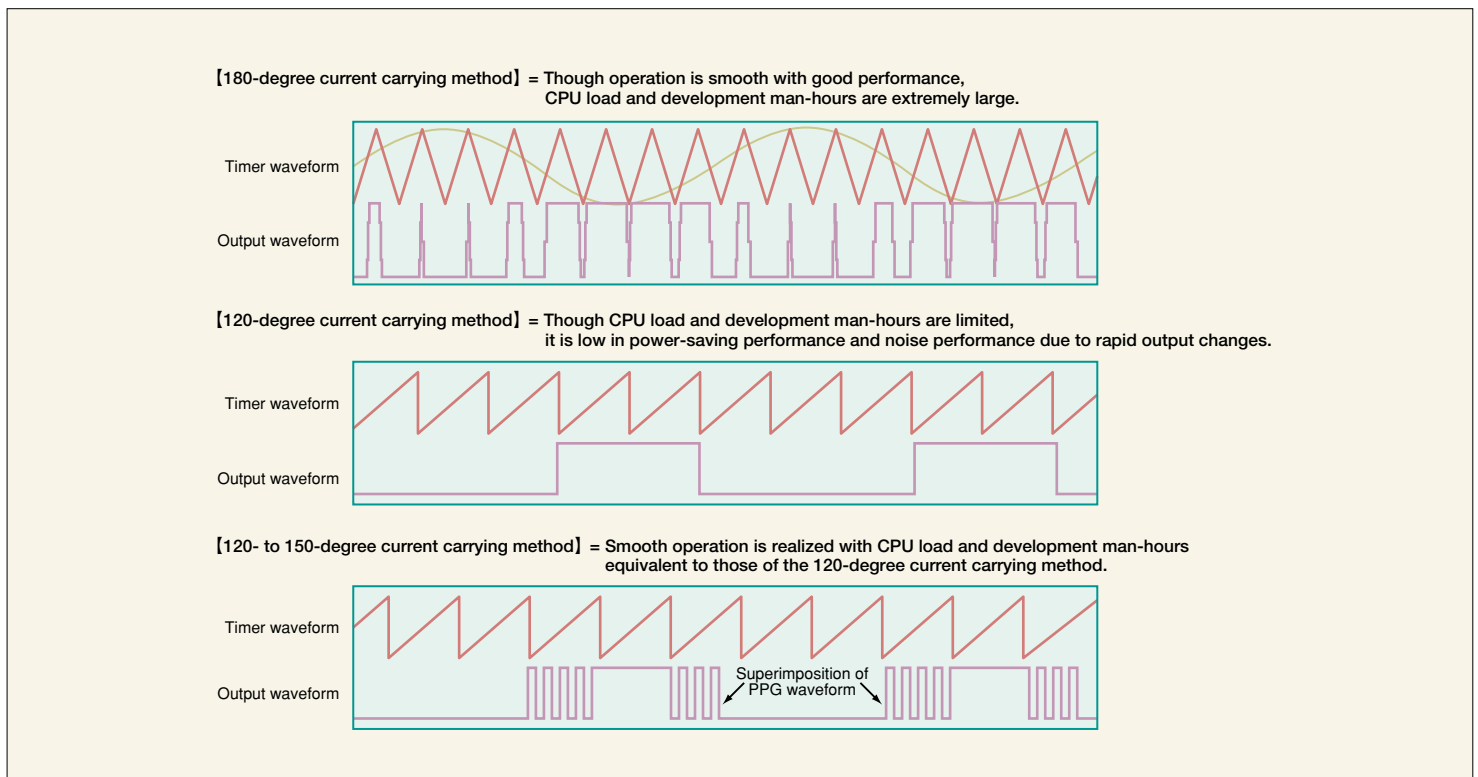 【180-degree current carrying method】 = Though operation is smooth with good performance,
CPU load and development man-hours are extremely large.
Timer waveform
Output waveform
【120-degree current carrying method】 = Though CPU load and development man-hours are limited,
it is low in power-saving performance and noise performance due to rapid output changes.
Timer waveform
Output waveform
【120- to 150-degree current carrying method】 = Smooth operation is realized with CPU load and development man-hours
equivalent to those of the 120-degree current carrying method.
Timer waveform
Output waveform
Superimposition of
PPG waveform